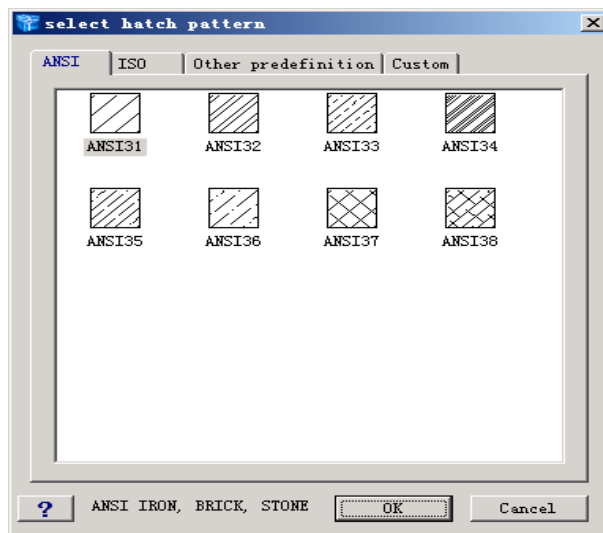 select hatch pattern
ANSI ISO Other predefinition Custom
ANSI31 ANSI32 ANSI33 ANSI34
ANSI35 ANSI36 ANSI37 ANSI38
? ANSI IRON, BRICK, STONE OK Cancel